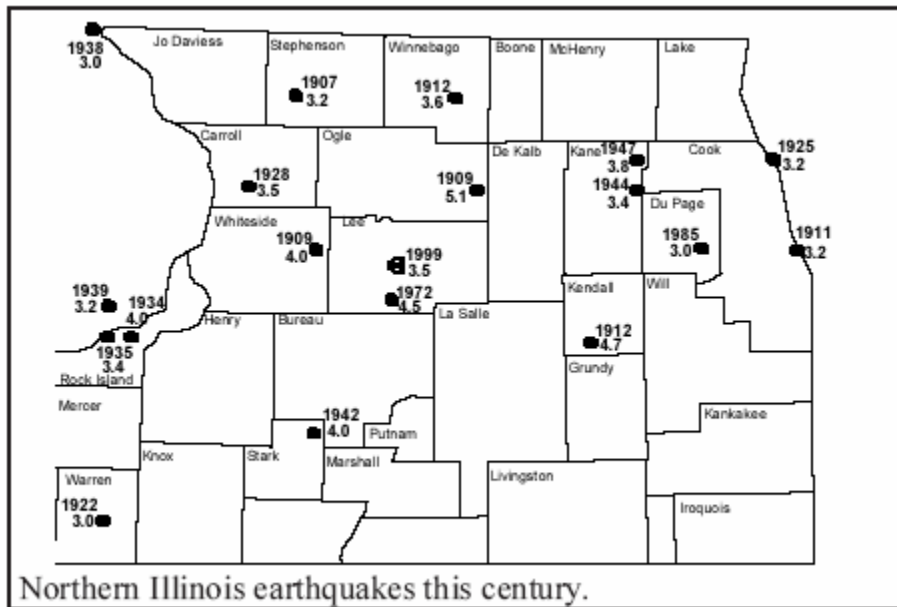 1938
3.0
Jo Daviess
Stephenson
Winnebago
Boone
McHenry
Lake
1907
3.2
1912
3.6
Carroll
Ogle
De Kalb
Kane
1947
3.8
Cook
1925
3.2
1928
3.5
1909
5.1
1944
3.4
Du Page
Whiteside
Lee
1909
4.0
1999
3.5
1985
3.0
1911
3.2
1972
4.5
Kendall
Will
1939
3.2
1934
4.0
Henry
Bureau
La Salle
1912
4.7
1935
3.4
Rock Island
Grundy
Mercer
1942
4.0
Putnam
Kankakee
Knox
Stark
Marshall
Livingston
Warren
1922
3.0
Iroquois
Northern Illinois earthquakes this century.